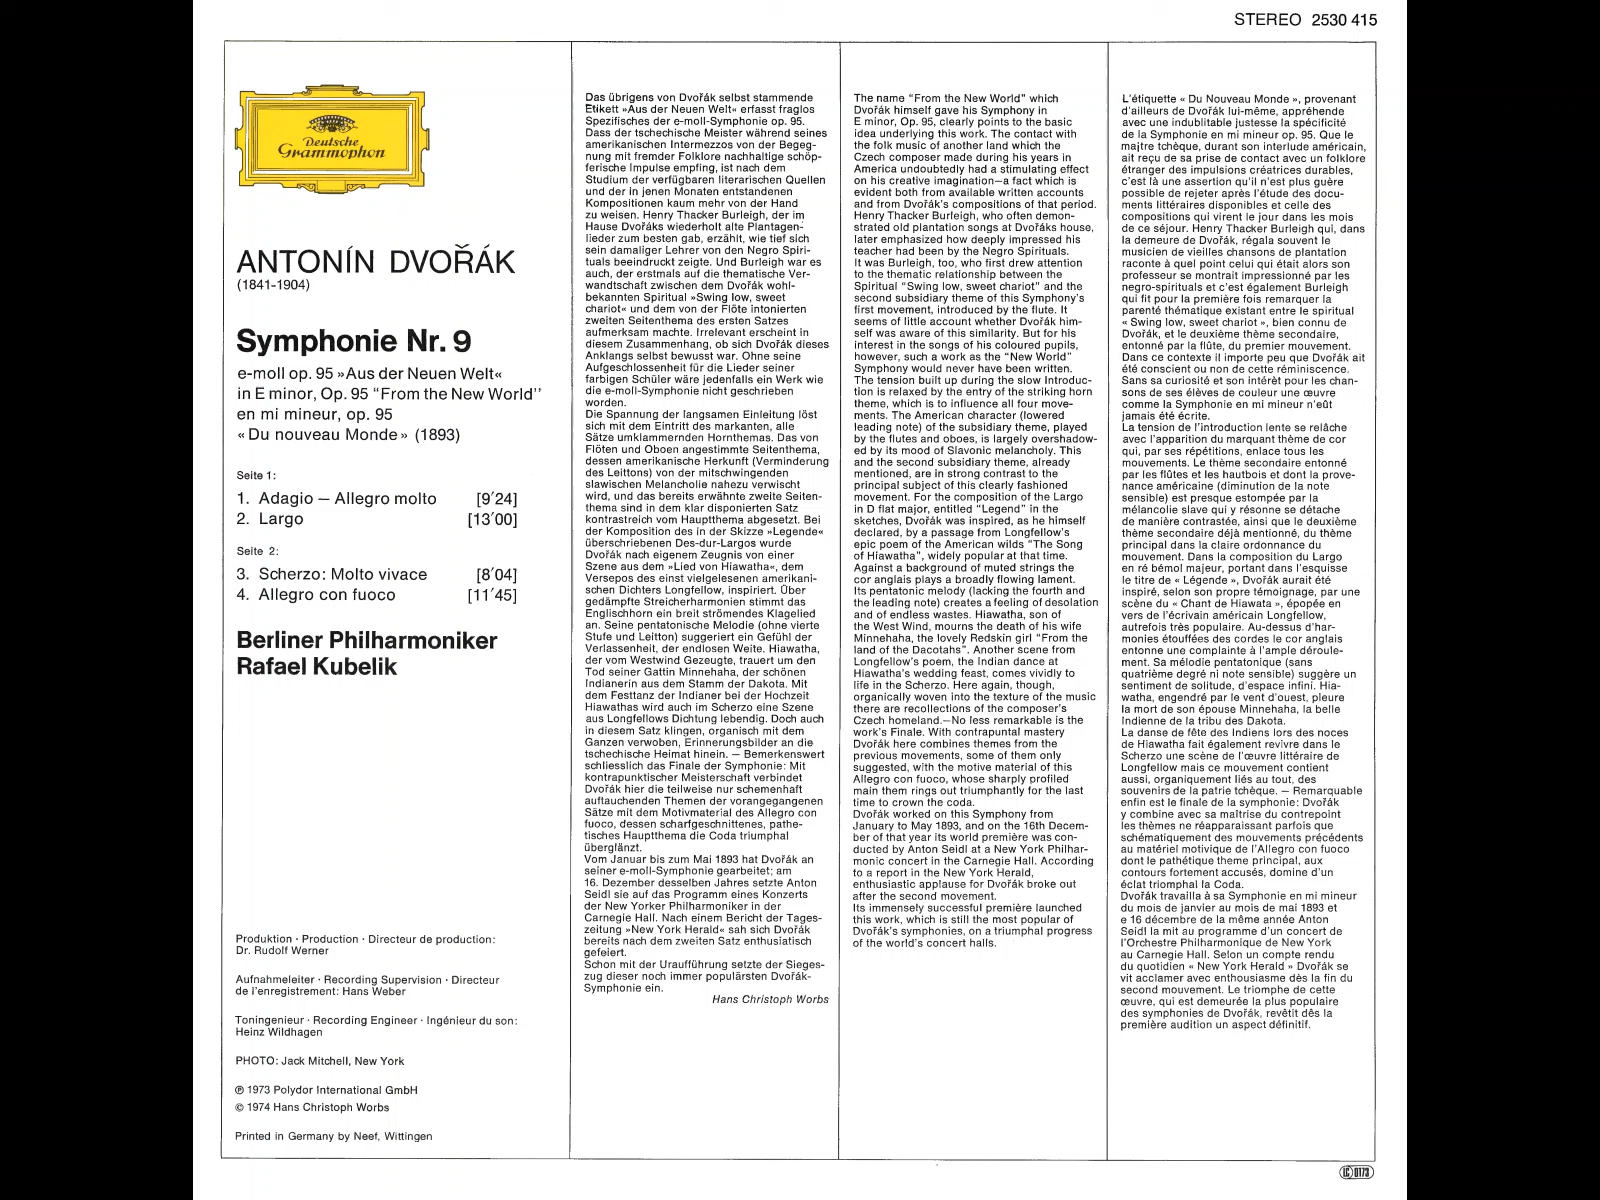 STEREO 2530 415
Deutsche
Grammophon
ANTONÍN DVOŘÁK
(1841-1904)
Symphonie Nr. 9
e-moll op. 95 »Aus der Neuen Welt«
in E minor, Op. 95 “From the New World’’
en mi mineur, op. 95
« Du nouveau Monde » (1893)
Seite 1:
1. Adagio – Allegro molto [9′24]
2. Largo [13′00]
Seite 2:
3. Scherzo: Molto vivace [8′04]
4. Allegro con fuoco [11′45]
Berliner Philharmoniker
Rafael Kubelik
Produktion · Production · Directeur de production:
Dr. Rudolf Werner
Aufnahmeleiter · Recording Supervision · Directeur
de l’enregistrement: Hans Weber
Toningenieur · Recording Engineer · Ingénieur du son:
Heinz Wildhagen
PHOTO: Jack Mitchell, New York
℗ 1973 Polydor International GmbH
© 1974 Hans Christoph Worbs
Printed in Germany by Neef, Wittingen
Das übrigens von Dvořák selbst stammende
Etikett »Aus der Neuen Welt« erfasst fraglos
Spezifisches der e-moll-Symphonie op. 95.
Dass der tschechische Meister während seines
amerikanischen Intermezzos von der Begeg-
nung mit fremder Folklore nachhaltige schöp-
ferische Impulse empfing, ist nach dem
Studium der verfügbaren literarischen Quellen
und der in jenen Monaten entstandenen
Kompositionen kaum mehr von der Hand
zu weisen. Henry Thacker Burleigh, der im
Hause Dvořáks wiederholt alte Plantagen-
lieder zum besten gab, erzählt, wie tief sich
sein damaliger Lehrer von den Negro Spiri-
tuals beeindruckt zeigte. Und Burleigh war es
auch, der erstmals auf die thematische Ver-
wandtschaft zwischen dem Dvořák wohl-
bekannten Spiritual »Swing low, sweet
chariot« und dem von der Flöte intonierten
zweiten Seitenthema des ersten Satzes
aufmerksam machte. Irrelevant erscheint in
diesem Zusammenhang, ob sich Dvořák dieses
Anklangs selbst bewusst war. Ohne seine
Aufgeschlossenheit für die Lieder seiner
farbigen Schüler wäre jedenfalls ein Werk wie
die e-moll-Symphonie nicht geschrieben
worden.
Die Spannung der langsamen Einleitung löst
sich mit dem Eintritt des markanten, alle
Sätze umklammernden Hornthemas. Das von
Flöten und Oboen angestimmte Seitenthema,
dessen amerikanische Herkunft (Verminderung
des Leittons) von der mitschwingenden
slawischen Melancholie nahezu verwischt
wird, und das bereits erwähnte zweite Seiten-
thema sind in dem klar disponierten Satz
kontrastreich vom Hauptthema abgesetzt. Bei
der Komposition des in der Skizze »Legende«
überschriebenen Des-dur-Largos wurde
Dvořák nach eigenem Zeugnis von einer
Szene aus dem »Lied von Hiawatha«, dem
Versepos des einst vielgelesenen amerikani-
schen Dichters Longfellow, inspiriert. Über
gedämpfte Streicherharmonien stimmt das
Englischhorn ein breit strömendes Klagelied
an. Seine pentatonische Melodie (ohne vierte
Stufe und Leitton) suggeriert ein Gefühl der
Verlassenheit, der endlosen Weite. Hiawatha,
der vom Westwind Gezeugte, trauert um den
Tod seiner Gattin Minnehaha, der schönen
Indianerin aus dem Stamm der Dakota. Mit
dem Festtanz der Indianer bei der Hochzeit
Hiawathas wird auch im Scherzo eine Szene
aus Longfellows Dichtung lebendig. Doch auch
in diesem Satz klingen, organisch mit dem
Ganzen verwoben, Erinnerungsbilder an die
tschechische Heimat hinein. – Bemerkenswert
schliesslich das Finale der Symphonie: Mit
kontrapunktischer Meisterschaft verbindet
Dvořák hier die teilweise nur schemenhaft
auftauchenden Themen der vorangegangenen
Sätze mit dem Motivmaterial des Allegro con
fuoco, dessen scharfgeschnittenes, pathe-
tisches Hauptthema die Coda triumphal
überglänzt.
Vom Januar bis zum Mai 1893 hat Dvořák an
seiner e-moll-Symphonie gearbeitet; am
16. Dezember desselben Jahres setzte Anton
Seidl sie auf das Programm eines Konzerts
der New Yorker Philharmoniker in der
Carnegie Hall. Nach einem Bericht der Tages-
zeitung »New York Herald« sah sich Dvořák
bereits nach dem zweiten Satz enthusiatisch
gefeiert.
Schon mit der Uraufführung setzte der Sieges-
zug dieser noch immer populärsten Dvořák-
Symphonie ein.
Hans Christoph Worbs
The name “From the New World” which
Dvořák himself gave his Symphony in
E minor, Op. 95, clearly points to the basic
idea underlying this work. The contact with
the folk music of another land which the
Czech composer made during his years in
America undoubtedly had a stimulating effect
on his creative imagination—a fact which is
evident both from available written accounts
and from Dvořák’s compositions of that period.
Henry Thacker Burleigh, who often demon-
strated old plantation songs at Dvořáks house,
later emphasized how deeply impressed his
teacher had been by the Negro Spirituals.
It was Burleigh, too, who first drew attention
to the thematic relationship between the
Spiritual “Swing low, sweet chariot” and the
second subsidiary theme of this Symphony’s
first movement, introduced by the flute. It
seems of little account whether Dvořák him-
self was aware of this similarity. But for his
interest in the songs of his coloured pupils,
however, such a work as the “New World”
Symphony would never have been written.
The tension built up during the slow Introduc-
tion is relaxed by the entry of the striking horn
theme, which is to influence all four move-
ments. The American character (lowered
leading note) of the subsidiary theme, played
by the flutes and oboes, is largely overshadow-
ed by its mood of Slavonic melancholy. This
and the second subsidiary theme, already
mentioned, are in strong contrast to the
principal subject of this clearly fashioned
movement. For the composition of the Largo
in D flat major, entitled “Legend” in the
sketches, Dvořák was inspired, as he himself
declared, by a passage from Longfellow’s
epic poem of the American wilds “The Song
of Hiawatha”, widely popular at that time.
Against a background of muted strings the
cor anglais plays a broadly flowing lament.
Its pentatonic melody (lacking the fourth and
the leading note) creates a feeling of desolation
and of endless wastes. Hiawatha, son of
the West Wind, mourns the death of his wife
Minnehaha, the lovely Redskin girl “From the
land of the Dacotahs”. Another scene from
Longfellow’s poem, the Indian dance at
Hiawatha’s wedding feast, comes vividly to
life in the Scherzo. Here again, though,
organically woven into the texture of the music
there are recollections of the composer’s
Czech homeland.—No less remarkable is the
work’s Finale. With contrapuntal mastery
Dvořák here combines themes from the
previous movements, some of them only
suggested, with the motive material of this
Allegro con fuoco, whose sharply profiled
main them rings out triumphantly for the last
time to crown the coda.
Dvořák worked on this Symphony from
January to May 1893, and on the 16th Decem-
ber of that year its world première was con-
ducted by Anton Seidl at a New York Philhar-
monic concert in the Carnegie Hall. According
to a report in the New York Herald,
enthusiastic applause for Dvořák broke out
after the second movement.
Its immensely successful première launched
this work, which is still the most popular of
Dvořák’s symphonies, on a triumphal progress
of the world’s concert halls.
L’étiquette « Du Nouveau Monde », provenant
d’ailleurs de Dvořák lui-même, appréhende
avec une indublitable justesse la spécificité
de la Symphonie en mi mineur op. 95. Que le
maître tchèque, durant son interlude américain,
ait reçu de sa prise de contact avec un folklore
étranger des impulsions créatrices durables,
c’est là une assertion qu’il n’est plus guère
possible de rejeter après l’étude des docu-
ments littéraires disponibles et celle des
compositions qui virent le jour dans les mois
de ce séjour. Henry Thacker Burleigh qui, dans
la demeure de Dvořák, régala souvent le
musicien de vieilles chansons de plantation
raconte à quel point celui qui était alors son
professeur se montrait impressionné par les
negro-spirituals et c’est également Burleigh
qui fit pour la première fois remarquer la
parenté thématique existant entre le spiritual
« Swing low, sweet chariot », bien connu de
Dvořák, et le deuxième thème secondaire,
entonné par la flûte, du premier mouvement.
Dans ce contexte il importe peu que Dvořák ait
été conscient ou non de cette réminiscence.
Sans sa curiosité et son intérêt pour les chan-
sons de ses élèves de couleur une œuvre
comme la Symphonie en mi mineur n’eût
jamais été écrite.
La tension de l’introduction lente se relâche
avec l’apparition du marquant thème de cor
qui, par ses répétitions, enlace tous les
mouvements. Le thème secondaire entonné
par les flûtes et les hautbois et dont la prove-
nance américaine (diminution de la note
sensible) est presque estompée par la
mélancolie slave qui y résonne se détache
de manière contrastée, ainsi que le deuxième
thème secondaire déjà mentionné, du thème
principal dans la claire ordonnance du
mouvement. Dans la composition du Largo
en ré bémol majeur, portant dans l’esquisse
le titre de « Légende », Dvořák aurait été
inspiré, selon son propre témoignage, par une
scène du « Chant de Hiawata », épopée en
vers de l’écrivain américain Longfellow,
autrefois très populaire. Au-dessus d’har-
monies étouffées des cordes le cor anglais
entonne une complainte à l’ample déroule-
ment. Sa mélodie pentatonique (sans
quatrième degré ni note sensible) suggère un
sentiment de solitude, d’espace infini. Hia-
watha, engendré par le vent d’ouest, pleure
la mort de son épouse Minnehaha, la belle
Indienne de la tribu des Dakota.
La danse de fête des Indiens lors des noces
de Hiawatha fait également revivre dans le
Scherzo une scène de l’œuvre littéraire de
Longfellow mais ce mouvement contient
aussi, organiquement liés au tout, des
souvenirs de la patrie tchèque. – Remarquable
enfin est le finale de la symphonie: Dvořák
y combine avec sa maîtrise du contrepoint
les thèmes ne réapparaissant parfois que
schématiquement des mouvements précédents
au matériel motivique de l’Allegro con fuoco
dont le pathétique theme principal, aux
contours fortement accusés, domine d’un
éclat triomphal la Coda.
Dvořák travailla à sa Symphonie en mi mineur
du mois de janvier au mois de mai 1893 et
e 16 décembre de la même année Anton
Seidl la mit au programme d’un concert de
l’Orchestre Philharmonique de New York
au Carnegie Hall. Selon un compte rendu
du quotidien « New York Herald » Dvořák se
vit acclamer avec enthousiasme dès la fin du
second mouvement. Le triomphe de cette
œuvre, qui est demeurée la plus populaire
des symphonies de Dvořák, revêtit dès la
première audition un aspect définitif.
LC 0173